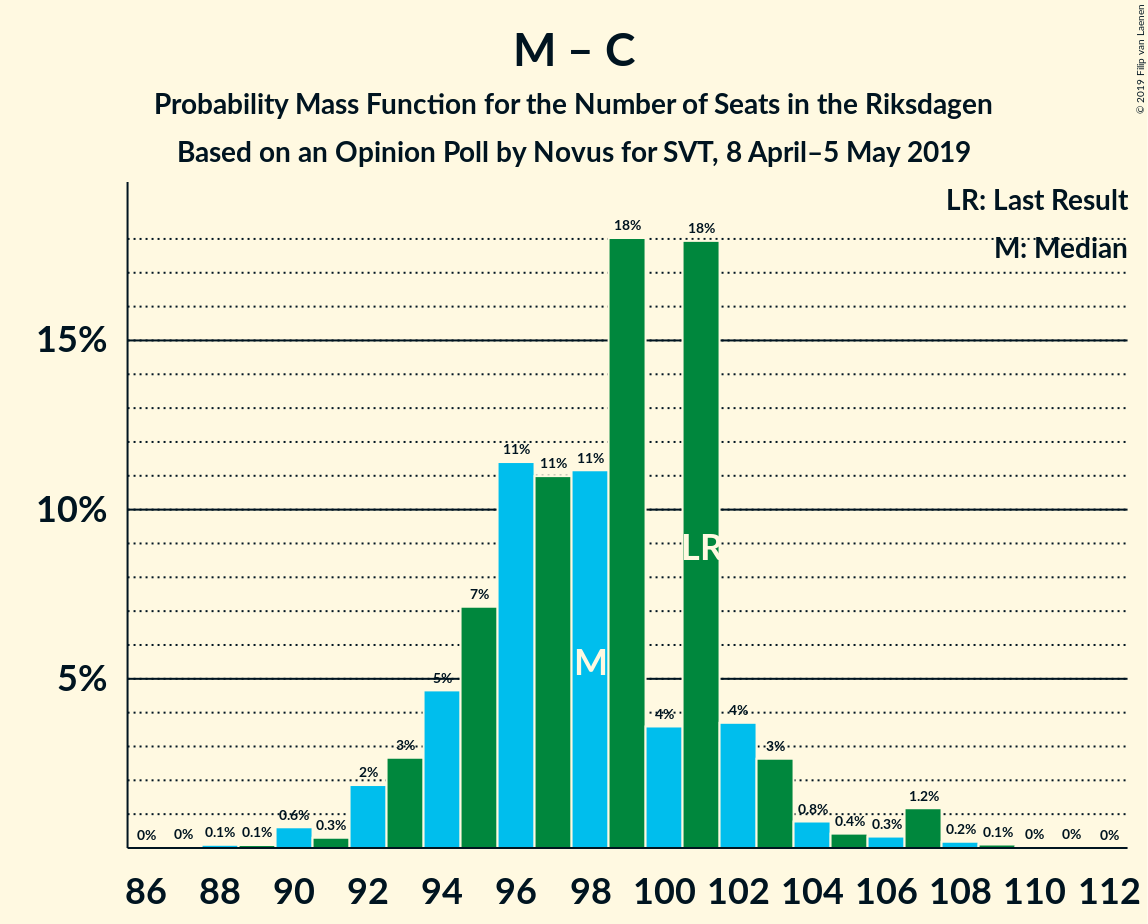 M – C
Probability Mass Function for the Number of Seats in the Riksdagen
Based on an Opinion Poll by Novus for SVT, 8 April–5 May 2019
© 2019 Filip van Laenen
LR: Last Result
M: Median
15%
10%
5%
0% 0% 0.1% 0.1% 0.6% 0.3% 2% 3% 5% 7% 11% 11% 11% 18% 4% 18% 4% 3% 0.8% 0.4% 0.3% 1.2% 0.2% 0.1% 0% 0% 0%
LR
M
86 88 90 92 94 96 98 100 102 104 106 108 110 112